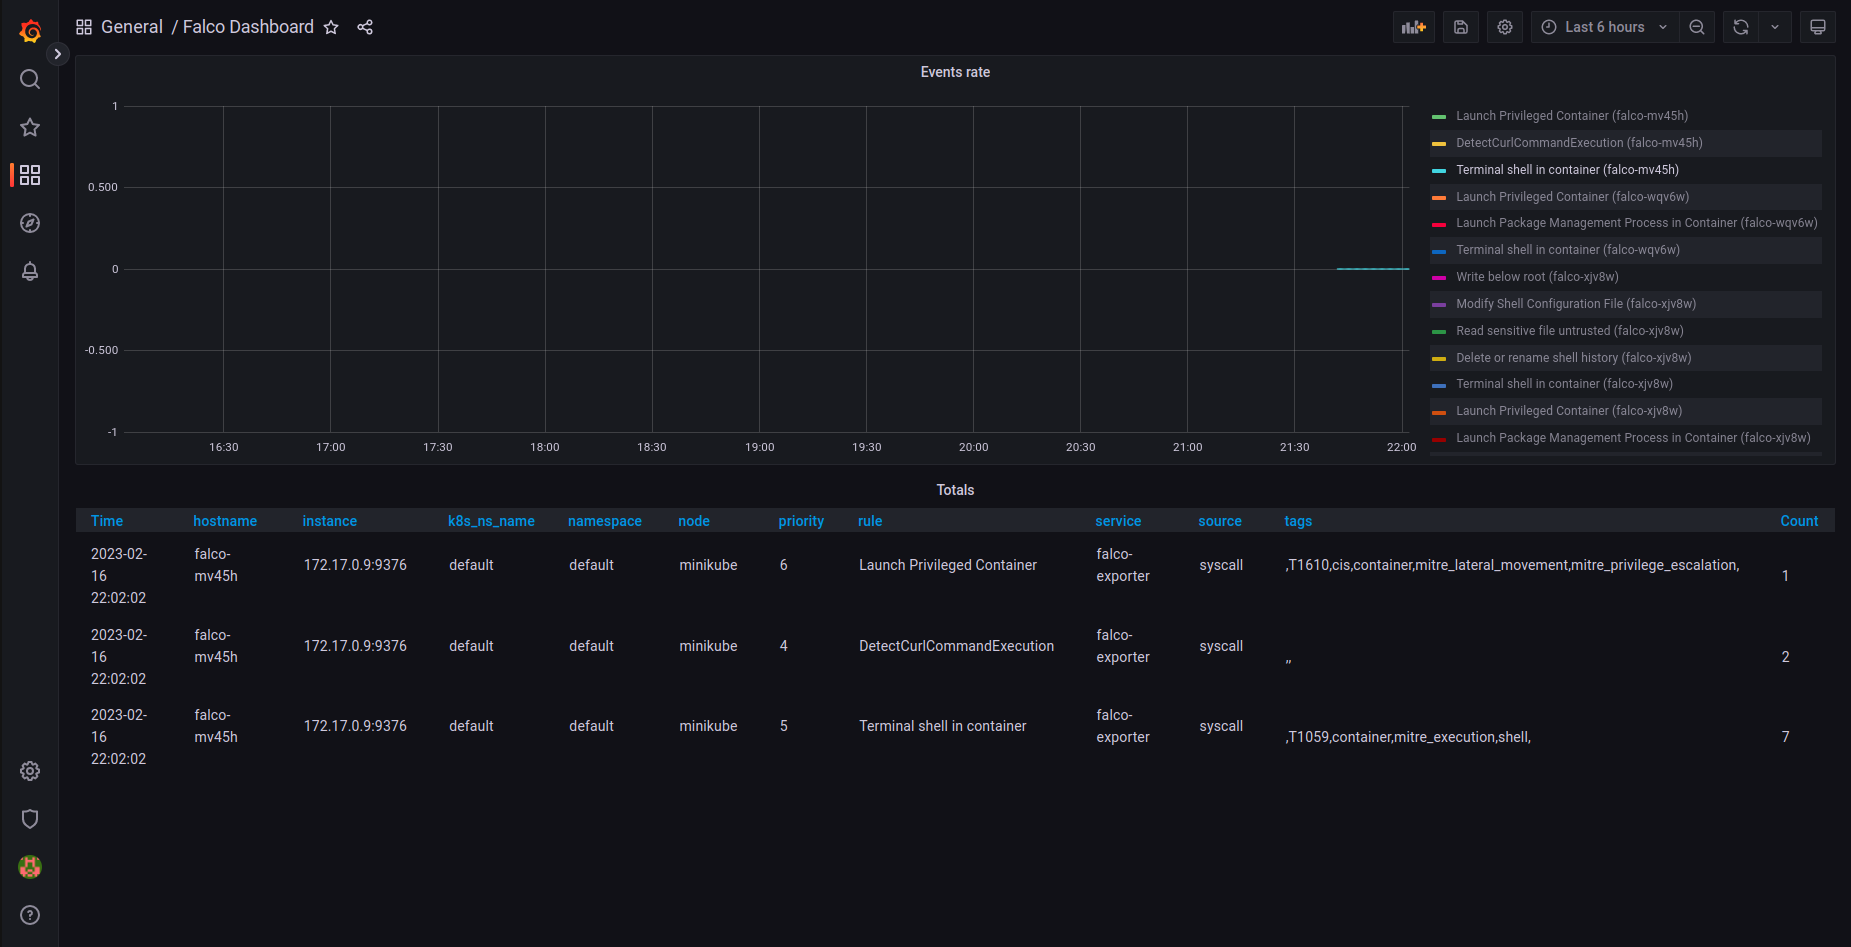 General / Falco Dashboard
Last 6 hours
Events rate
1
0.500
0
-0.500
-1
16:30 17:00 17:30 18:00 18:30 19:00 19:30 20:00 20:30 21:00 21:30 22:00
Launch Privileged Container (falco-mv45h)
DetectCurlCommandExecution (falco-mv45h)
Terminal shell in container (falco-mv45h)
Launch Privileged Container (falco-wqv6w)
Launch Package Management Process in Container (falco-wqv6w)
Terminal shell in container (falco-wqv6w)
Write below root (falco-xjv8w)
Modify Shell Configuration File (falco-xjv8w)
Read sensitive file untrusted (falco-xjv8w)
Delete or rename shell history (falco-xjv8w)
Terminal shell in container (falco-xjv8w)
Launch Privileged Container (falco-xjv8w)
Launch Package Management Process in Container (falco-xjv8w)
Totals
Time hostname instance k8s_ns_name namespace node priority rule service source tags Count
2023-02- falco- falco-
16 mv45h 172.17.0.9:9376 default default minikube 6 Launch Privileged Container exporter syscall ,T1610,cis,container,mitre_lateral_movement,mitre_privilege_escalation, 1
22:02:02
2023-02- falco- falco-
16 mv45h 172.17.0.9:9376 default default minikube 4 DetectCurlCommandExecution exporter syscall ,, 2
22:02:02
2023-02- falco- falco-
16 mv45h 172.17.0.9:9376 default default minikube 5 Terminal shell in container exporter syscall ,T1059,container,mitre_execution,shell, 7
22:02:02